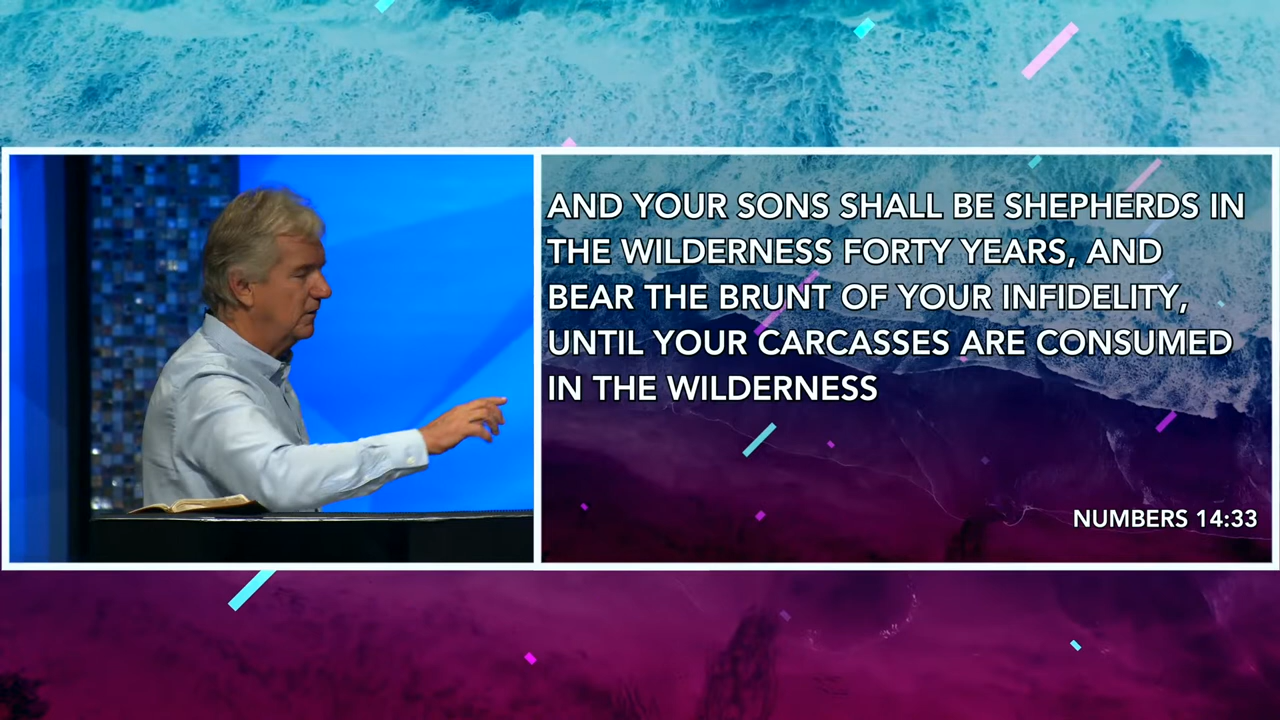 AND YOUR SONS SHALL BE SHEPHERDS IN
THE WILDERNESS FORTY YEARS, AND
BEAR THE BRUNT OF YOUR INFIDELITY,
UNTIL YOUR CARCASSES ARE CONSUMED
IN THE WILDERNESS
NUMBERS 14:33